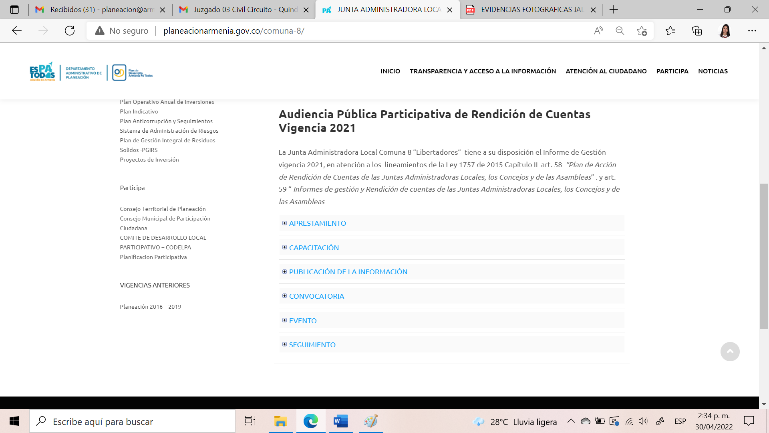 Recibidos (61) - planeacion@arm
Juzgado 03 Civil Circuito - Quind
JUNTA ADMINISTRADORA LOCA
EVIDENCIAS FOTOGRAFICAS JAC
No seguro
planeacionarmenia.gov.co/comuna-8/
ES PA TODOS
DEPARTAMENTO ADMINISTRATIVO DE PLANEACIÓN
INICIO TRANSPARENCIA Y ACCESO A LA INFORMACIÓN ATENCIÓN AL CIUDADANO PARTICIPA NOTICIAS
Plan Operativo Anual de Inversiones
Plan Indicativo
Plan Anticorrupción y Seguimientos
Sistema de Administración de Riesgos
Plan de Gestión Integral de Residuos
Solidos PGIRS
Proyectos de Inversión
Participa
Consejo Territorial de Planeación
Consejo Municipal de Participación
Ciudadana
COMITE DE DESARROLLO LOCAL
PARTICIPATIVO – CODELPA
Planificacion Participativa
VIGENCIAS ANTERIORES
Planeación 2016 – 2019
Audiencia Pública Participativa de Rendición de Cuentas
Vigencia 2021
La Junta Administradora Local Comuna 8 "Libertadores" tiene a su disposición el Informe de Gestión
vigencia 2021, en atención a los lineamientos de la Ley 1757 de 2015 Capítulo II art. 58 "Plan de Acción
de Rendición de Cuentas de las Juntas Administradoras Locales, los Concejos y de las Asambleas" . y art.
59 " Informes de gestión y Rendición de cuentas de las Juntas Administradoras Locales, los Concejos y de
las Asambleas
APRESTAMIENTO
CAPACITACIÓN
PUBLICACIÓN DE LA INFORMACIÓN
CONVOCATORIA
EVENTO
SEGUIMIENTO
Escribe aquí para buscar
28°C Lluvia ligera
ESP
2:34 p. m.
30/04/2022